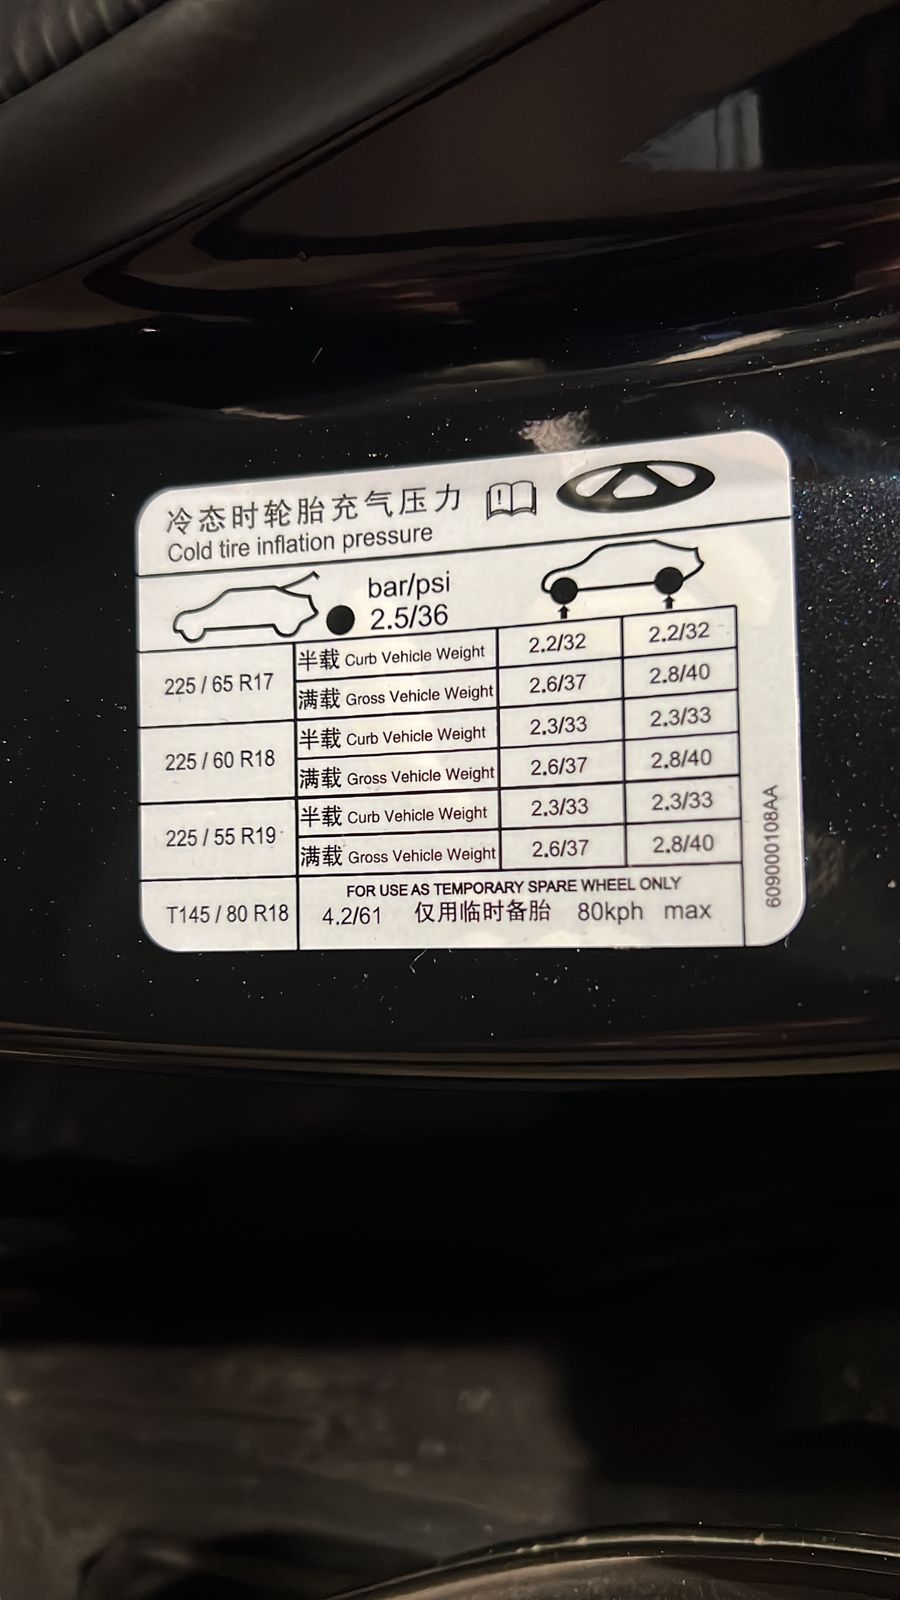 冷态时轮胎充气压力
Cold tire inflation pressure
bar/psi
2.5/36
225 / 65 R17 半载 Curb Vehicle Weight 2.2/32 2.2/32
满载 Gross Vehicle Weight 2.6/37 2.8/40
225 / 60 R18 半载 Curb Vehicle Weight 2.3/33 2.3/33
满载 Gross Vehicle Weight 2.6/37 2.8/40
225 / 55 R19 半载 Curb Vehicle Weight 2.3/33 2.3/33
满载 Gross Vehicle Weight 2.6/37 2.8/40
FOR USE AS TEMPORARY SPARE WHEEL ONLY
T145 / 80 R18 4.2/61 仅用临时备胎 80kph max
609000108AA